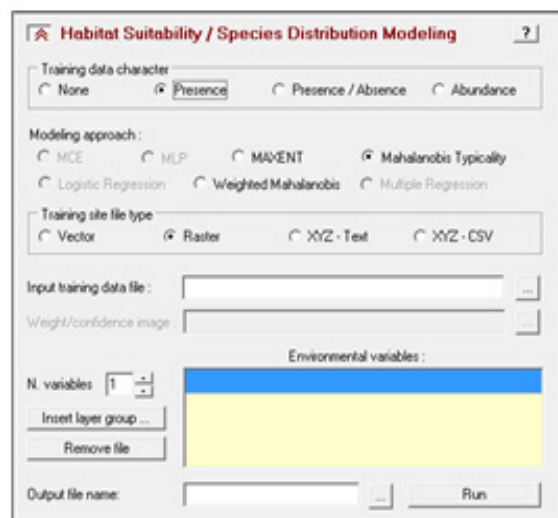 Habitat Suitability / Species Distribution Modeling ?
Training data character
None Presence Presence / Absence Abundance
Modeling approach :
MCE MLP MAXENT Mahalanobis Typicality
Logistic Regression Weighted Mahalanobis Multiple Regression
Training site file type
Vector Raster XYZ - Text XYZ - CSV
Input training data file : ...
Weight/confidence image : ...
Environmental variables :
N. variables 1
Insert layer group ...
Remove file
Output file name: ... Run